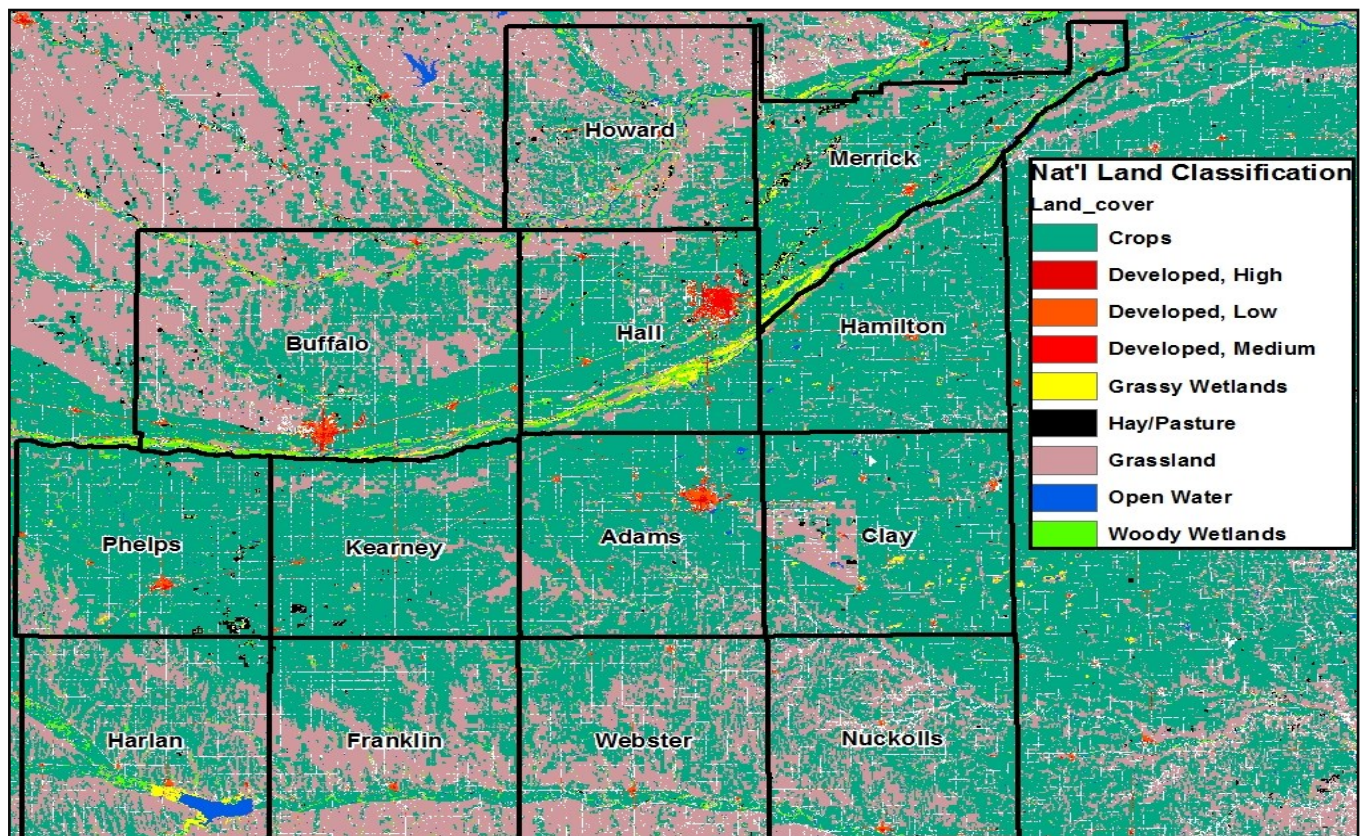 Howard
Merrick
Nat'l Land Classification
Land_cover
Crops
Developed, High
Developed, Low
Developed, Medium
Grassy Wetlands
Hay/Pasture
Grassland
Open Water
Woody Wetlands
Buffalo
Hall
Hamilton
Phelps
Kearney
Adams
Clay
Harlan
Franklin
Webster
Nuckolls